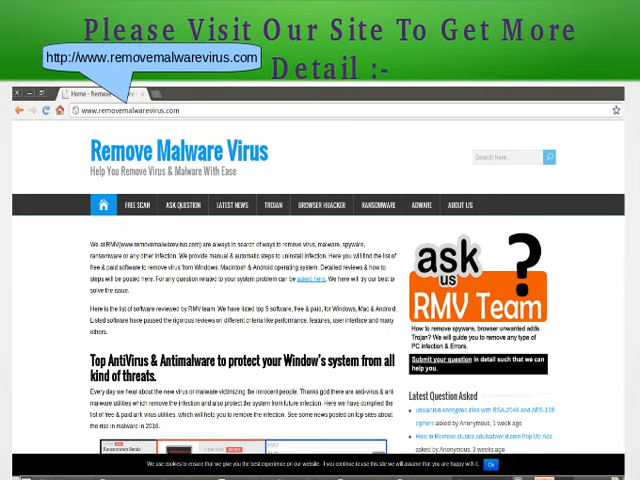 Please Visit Our Site To Get More
Detail :-
http://www.removemalwarevirus.com
Home - Remove
www.removemalwarevirus.com
Remove Malware Virus
Help You Remove Virus & Malware With Ease
Search here...
FREE SCAN ASK QUESTION LATEST NEWS TROJAN BROWSER HIJACKER RANSOMWARE ADWARE ABOUT US
We at RMV(www.removemalwarevirus.com) are always in search of ways to remove virus, malware, spyware,
ransomware or any other infection. We provide manual & automatic steps to uninstall infection. Here you will find the list of
free & paid software to remove virus from Windows, Macintosh & Android operating system. Detailed reviews & how to
steps will be posted here. For any question related to your system problem can be asked here. We here will try our best to
solve the issue.
Here is the list of software reviewed by RMV team. We have listed top 5 software, free & paid, for Windows, Mac & Android.
Listed software have passed the rigorous reviews on different criteria like performance, features, user interface and many
others.
Top AntiVirus & Antimalware to protect your Window's system from all
kind of threats.
Every day we hear about the new virus or malware victimizing the innocent people. Thanks god there are anti-virus & anti
malware utilities which remove the infection and also protect the system from future infection. Here we have compiled the
list of free & paid anti virus utilities, which will help you to remove the infection. See some news posted on top sites about
the rise in malware in 2016.
ask
us
?
RMV Team
How to remove spyware, browser unwanted adds
Trojan? We will guide you to remove any type of
PC infection & Errors.
Submit your question in detail such that we can
help you.
Latest Question Asked
unwanted-encrypted-files with RSA-2048 and AES-128
ciphers asked by Anonymous, 1 week ago
How to Remove cluster.adultadworld.com Pop Up Ads
asked by Anonymous, 3 weeks ago
We use cookies to ensure that we give you the best experience on our website. If you continue to use this site we will assume that you are happy with it. Ok